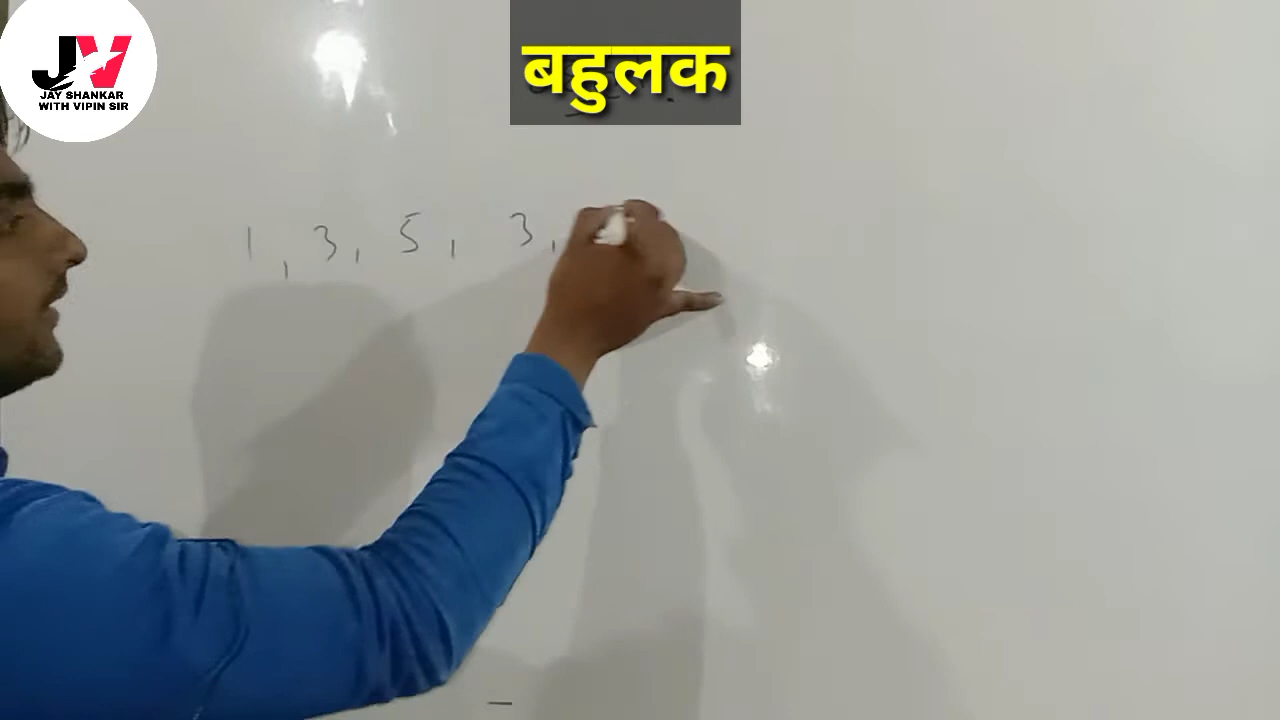 JV
JAY SHANKAR
WITH VIPIN SIR
बहुलक
1, 3, 5, 3,